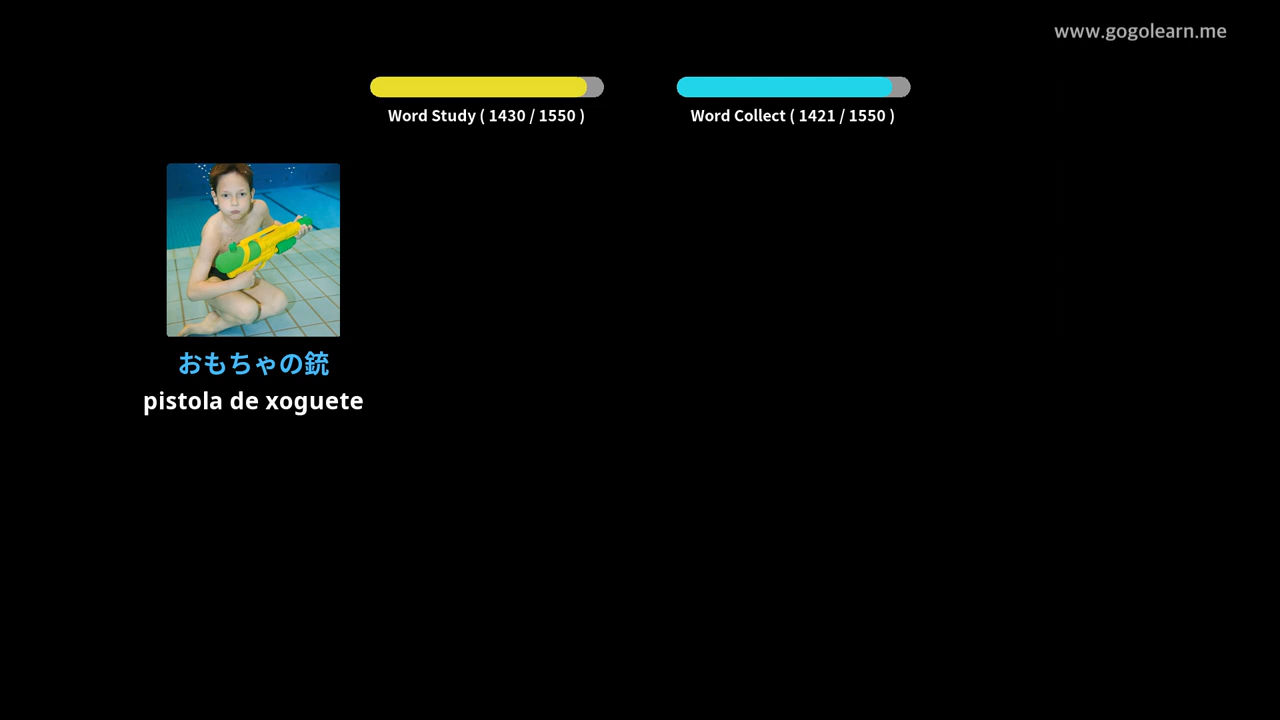 www.gogolearn.me
Word Study ( 1430 / 1550 )
Word Collect ( 1421 / 1550 )
おもちゃの銃
pistola de xoguete